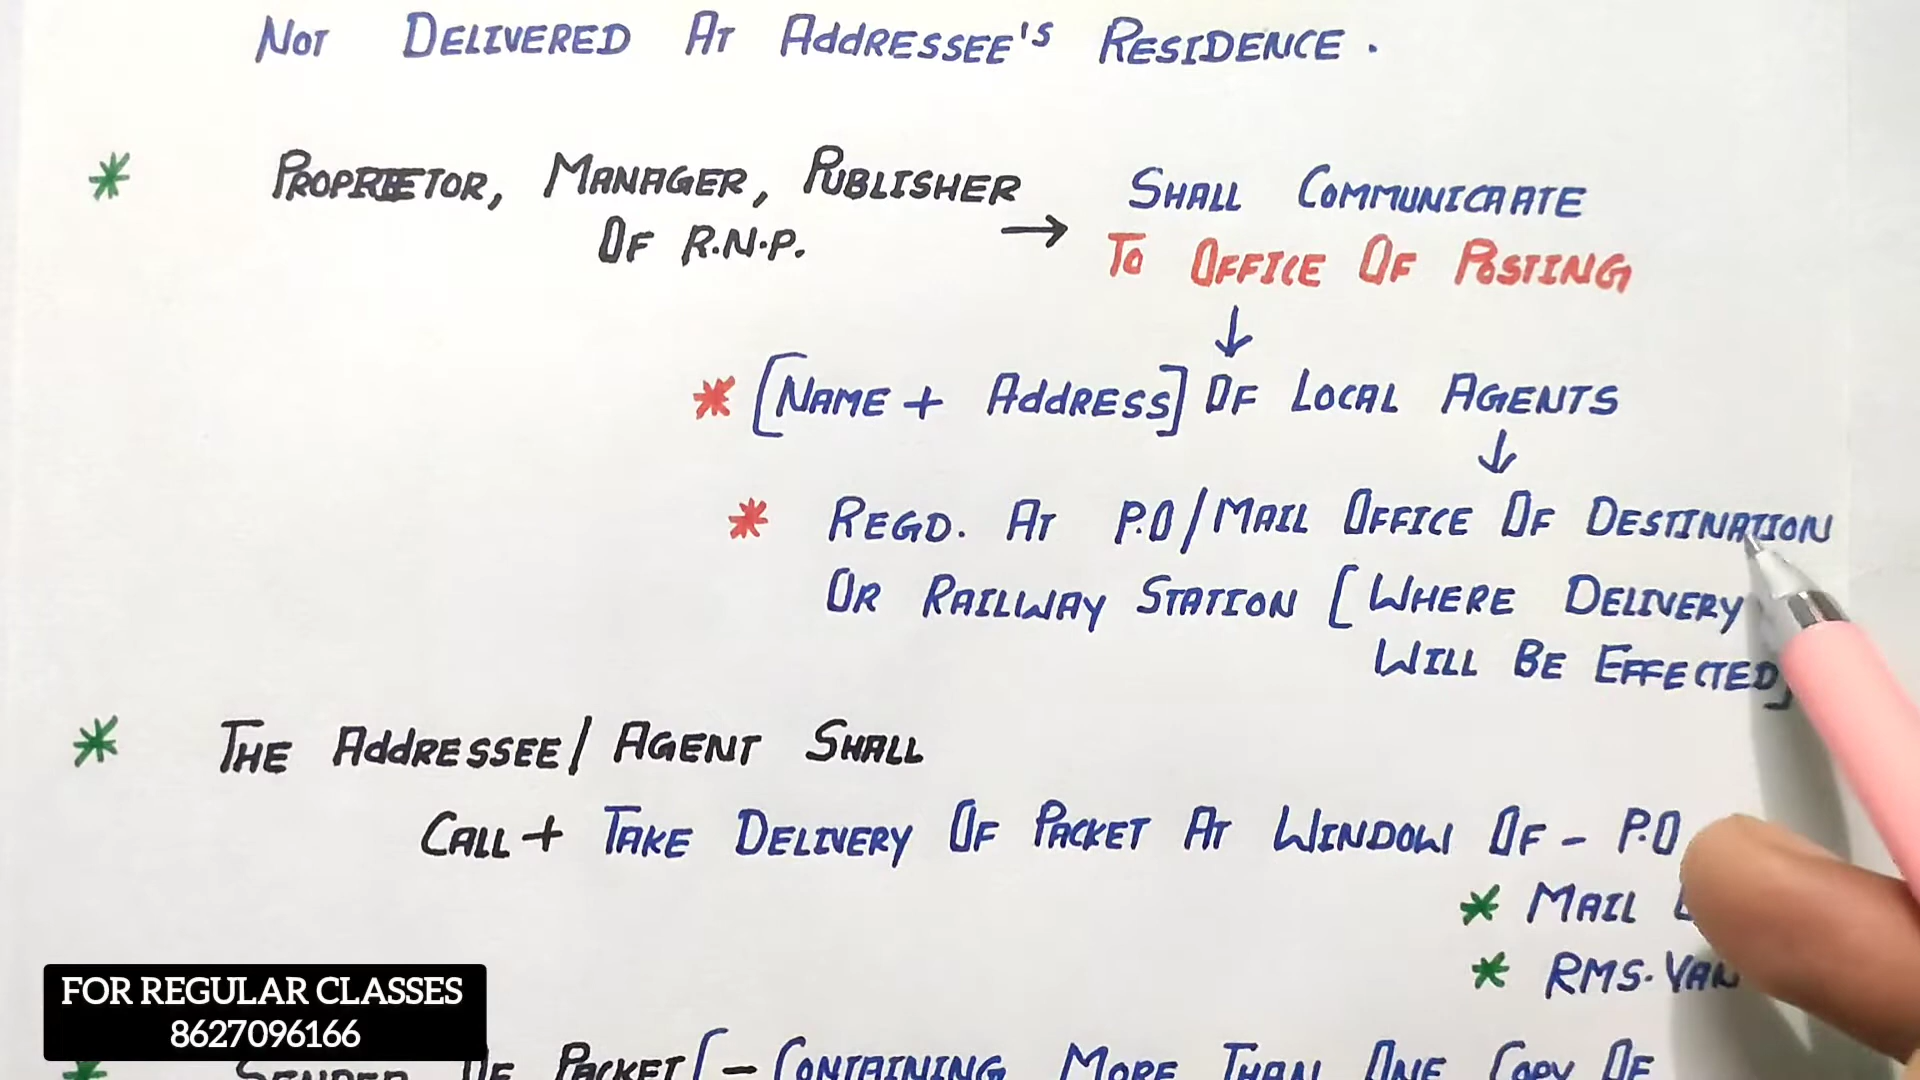 NOT DELIVERED AT ADDRESSEE'S RESIDENCE.
* PROPRIETOR, MANAGER, PUBLISHER
OF R.N.P. → SHALL COMMUNICAATE
TO OFFICE OF POSTING
↓
* [NAME + ADDRESS] OF LOCAL AGENTS
↓
* REGD. AT P.O/MAIL OFFICE OF DESTINATION
OR RAILWAY STATION [WHERE DELIVERY
WILL BE EFFECTED]
* THE ADDRESSEE/AGENT SHALL
CALL + TAKE DELIVERY OF PACKET AT WINDOW OF - P.O
* MAIL
* RMS. VAN
* SENDER OF PACKET [- CONTAINING MORE THAN ONE COPY OF
FOR REGULAR CLASSES
8627096166